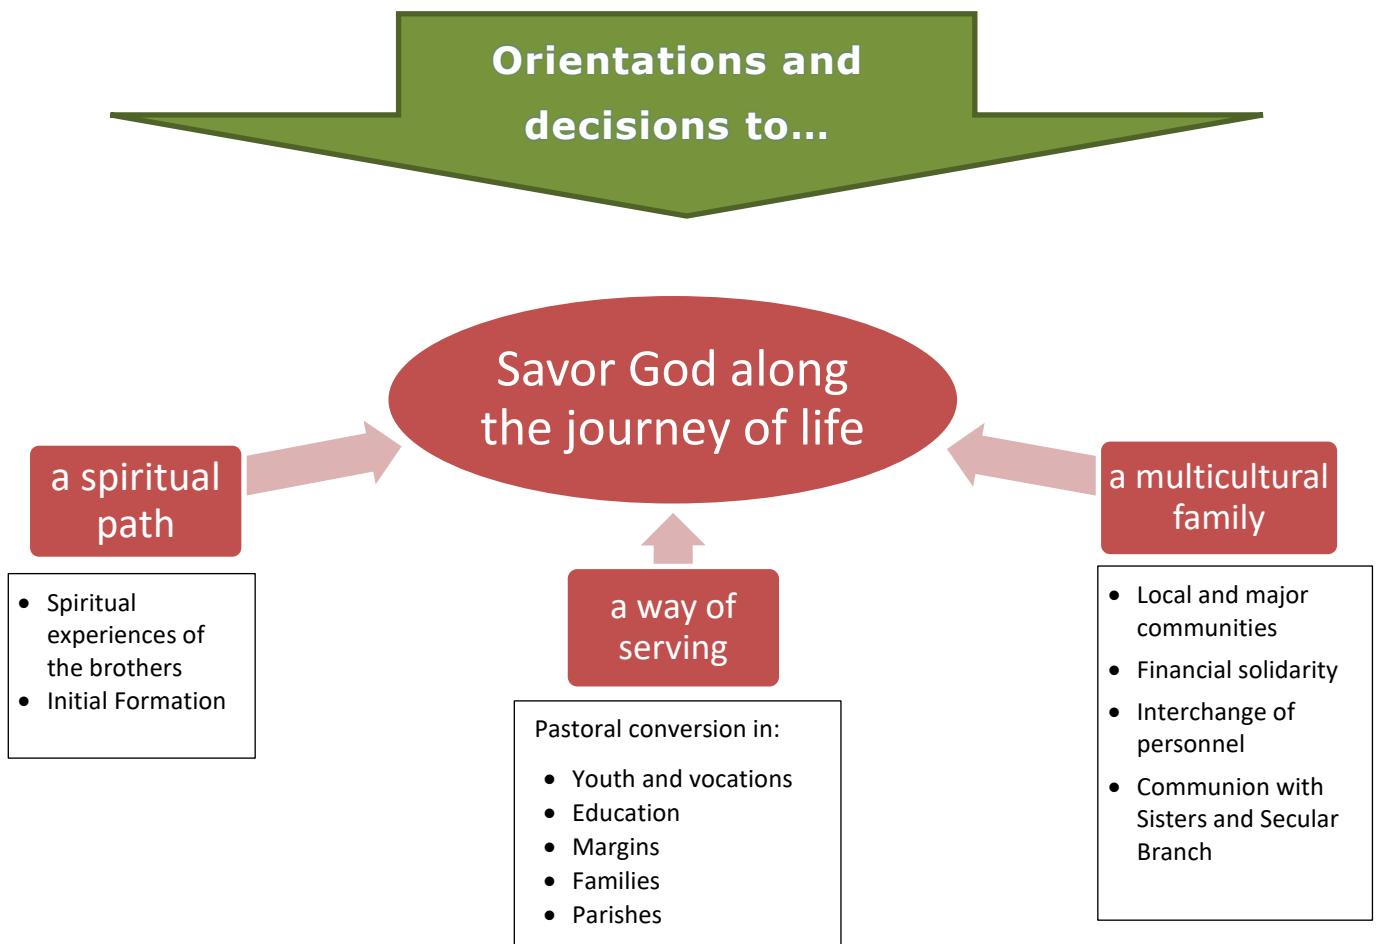 Orientations and
decisions to...
Savor God along
the journey of life
a spiritual
path
• Spiritual
experiences of
the brothers
• Initial Formation
a way of
serving
Pastoral conversion in:
• Youth and vocations
• Education
• Margins
• Families
• Parishes
a multicultural
family
• Local and major
communities
• Financial solidarity
• Interchange of
personnel
• Communion with
Sisters and Secular
Branch